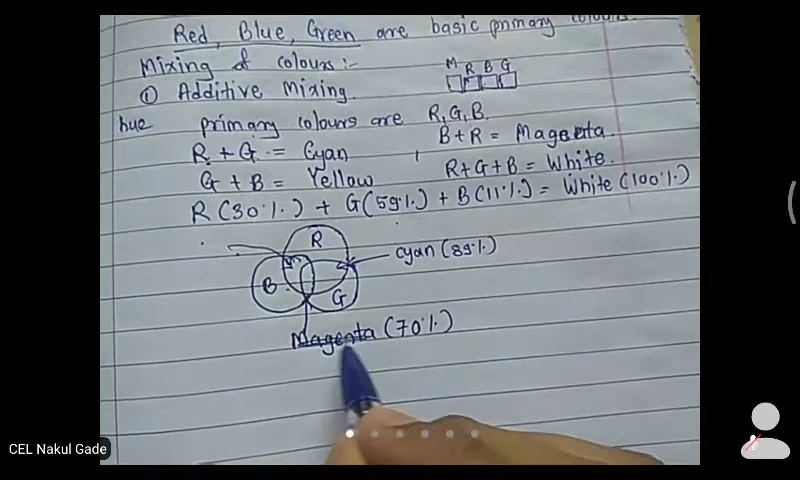 Red, Blue, Green are basic primary colours.
Mixing of colours:-
M R B G
① Additive Mixing.
hue primary colours are R, G, B.
R + G = Cyan
B + R = Magenta.
G + B = Yellow
R+G+B = White.
R (30%) + G (59%) + B (11%) = White (100%)
R
B
G
cyan (89%)
Magenta (70%)
CEL Nakul Gade